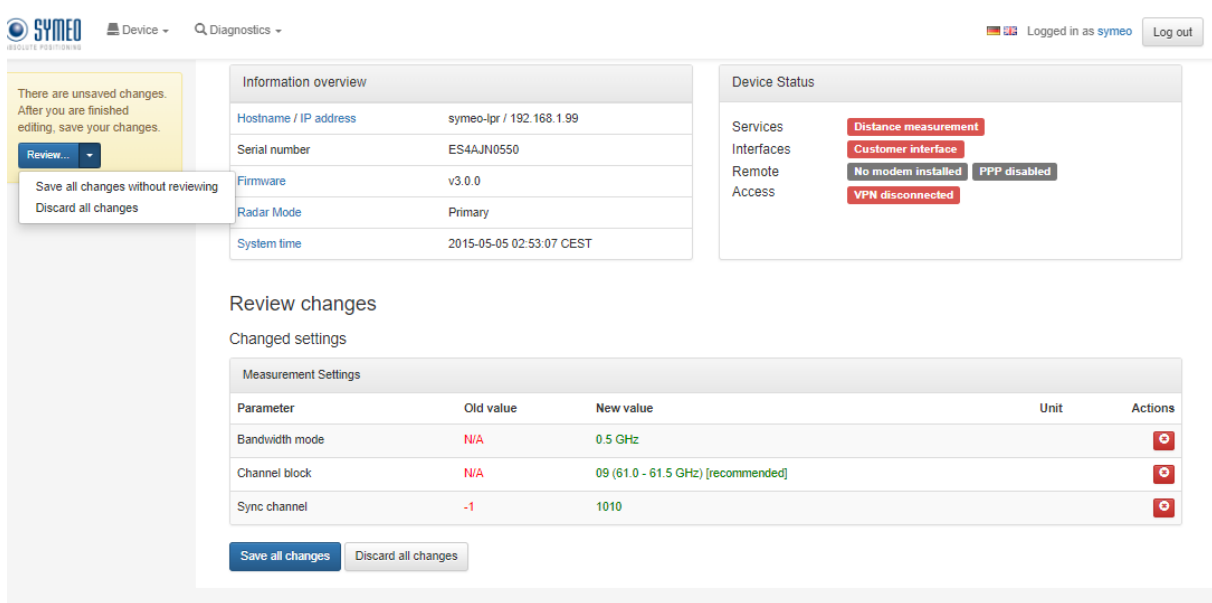 SYMEO
ABSOLUTE POSITIONING
Device
Diagnostics
Logged in as symeo
Log out
There are unsaved changes.
After you are finished
editing, save your changes.
Review...
Save all changes without reviewing
Discard all changes
Information overview
Hostname / IP address symeo-lpr / 192.168.1.99
Serial number ES4AJN0550
Firmware v3.0.0
Radar Mode Primary
System time 2015-05-05 02:53:07 CEST
Device Status
Services Distance measurement
Interfaces Customer interface
Remote No modem installed PPP disabled
Access VPN disconnected
Review changes
Changed settings
Measurement Settings
Parameter Old value New value Unit Actions
Bandwidth mode N/A 0.5 GHz
Channel block N/A 09 (61.0 - 61.5 GHz) [recommended]
Sync channel -1 1010
Save all changes Discard all changes